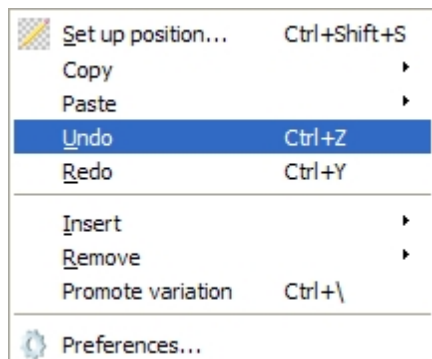 Set up position... Ctrl+Shift+S
Copy
Paste
Undo Ctrl+Z
Redo Ctrl+Y
Insert
Remove
Promote variation Ctrl+\
Preferences...